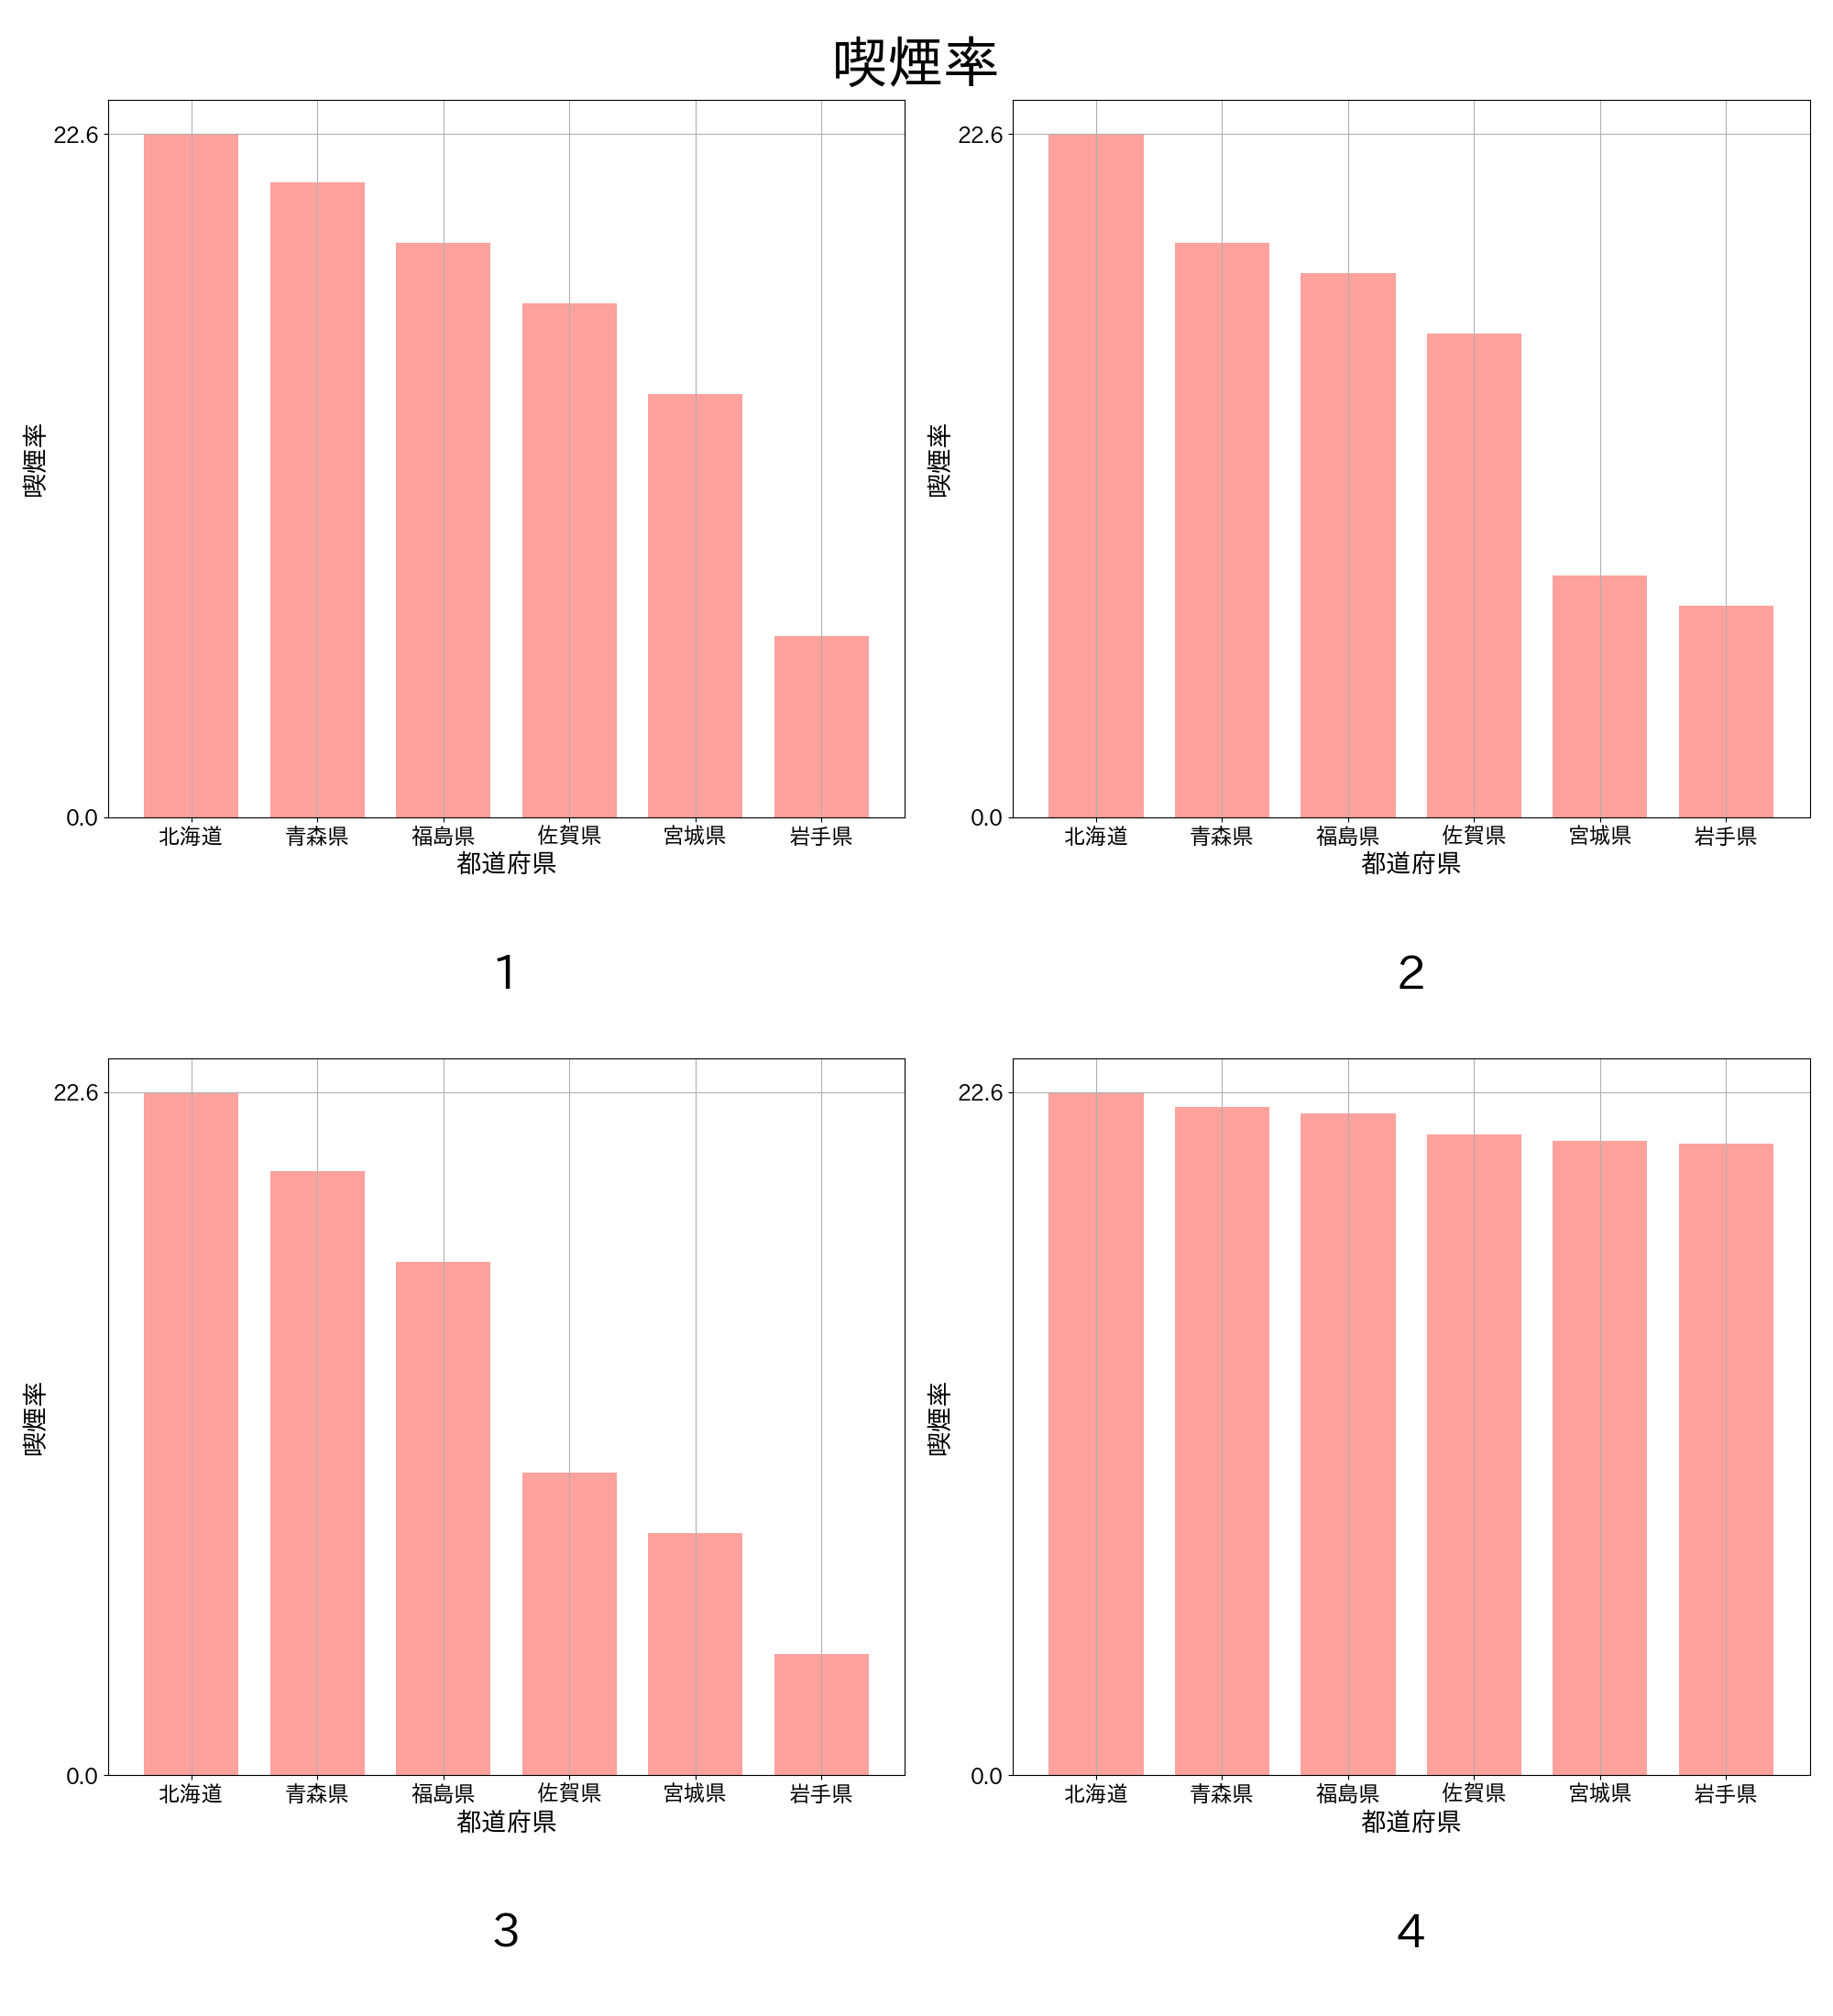 喫煙率
22.6
0.0
喫煙率
北海道 青森県 福島県 佐賀県 宮城県 岩手県
都道府県
1
22.6
0.0
喫煙率
北海道 青森県 福島県 佐賀県 宮城県 岩手県
都道府県
2
22.6
0.0
喫煙率
北海道 青森県 福島県 佐賀県 宮城県 岩手県
都道府県
3
22.6
0.0
喫煙率
北海道 青森県 福島県 佐賀県 宮城県 岩手県
都道府県
4